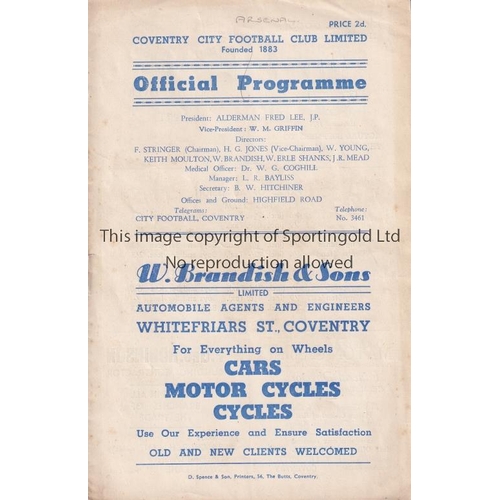 ARSENAL
PRICE 2d.
COVENTRY CITY FOOTBALL CLUB LIMITED
Founded 1883
Official Programme
President: ALDERMAN FRED LEE, J.P.
Vice-President: W. M. GRIFFIN
Directors:
F. STRINGER (Chairman), H. G. JONES (Vice-Chairman), W. YOUNG,
KEITH MOULTON, W. BRANDISH, W. ERLE SHANKS, J. R. MEAD
Medical Officer: Dr. W. G. COGHILL
Manager: L. R. BAYLISS
Secretary: B. W. HITCHINER
Offices and Ground: HIGHFIELD ROAD
Telegrams: Telephone:
CITY FOOTBALL, COVENTRY No. 3461
This image copyright of Sportingold Ltd
No reproduction allowed
W. Brandish & Sons
LIMITED
AUTOMOBILE AGENTS AND ENGINEERS
WHITEFRIARS ST., COVENTRY
For Everything on Wheels
CARS
MOTOR CYCLES
CYCLES
Use Our Experience and Ensure Satisfaction
OLD AND NEW CLIENTS WELCOMED
D. Spence & Son, Printers, 34, The Butts, Coventry.